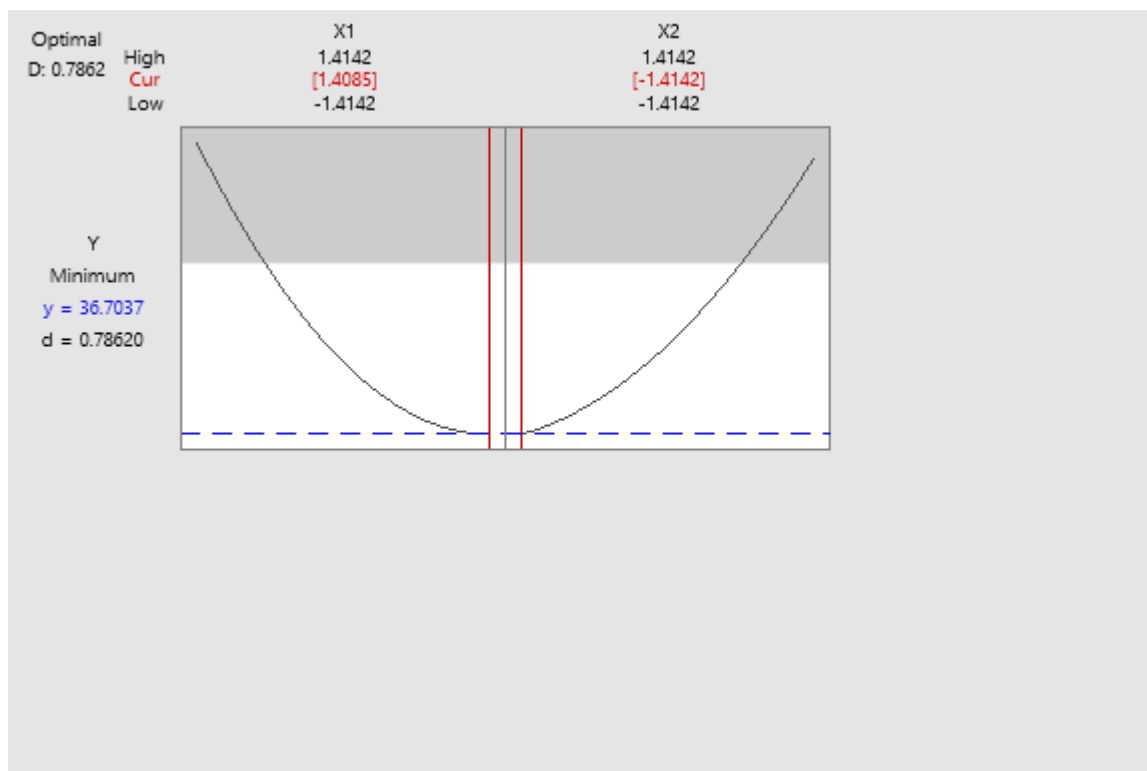 X1 X2
Optimal
High 1.4142 1.4142
D: 0.7862
Cur [1.4085] [-1.4142]
Low -1.4142 -1.4142
Y
Minimum
y = 36.7037
d = 0.78620